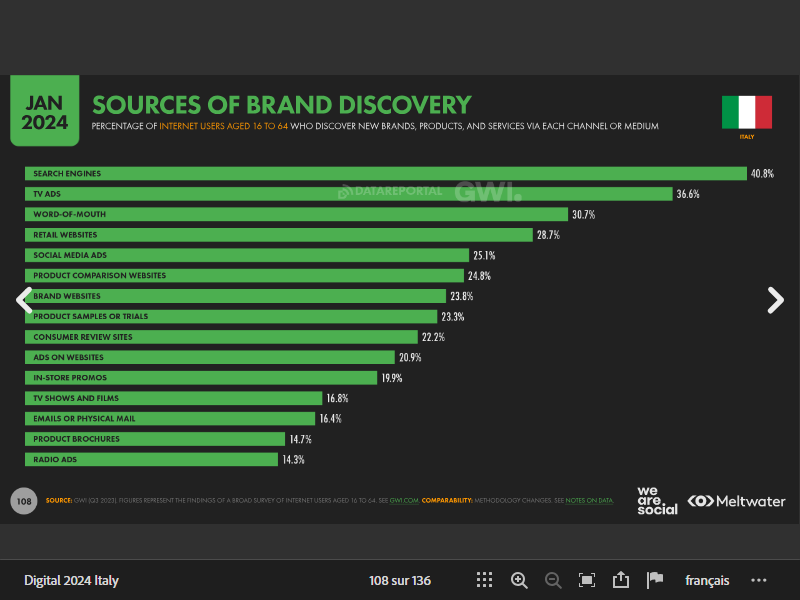 JAN
2024
SOURCES OF BRAND DISCOVERY
PERCENTAGE OF INTERNET USERS AGED 16 TO 64 WHO DISCOVER NEW BRANDS, PRODUCTS, AND SERVICES VIA EACH CHANNEL OR MEDIUM
ITALY
SEARCH ENGINES 40.8%
DATAREPORTAL GWI.
TV ADS 36.6%
WORD-OF-MOUTH 30.7%
RETAIL WEBSITES 28.7%
SOCIAL MEDIA ADS 25.1%
PRODUCT COMPARISON WEBSITES 24.8%
BRAND WEBSITES 23.8%
PRODUCT SAMPLES OR TRIALS 23.3%
CONSUMER REVIEW SITES 22.2%
ADS ON WEBSITES 20.9%
IN-STORE PROMOS 19.9%
TV SHOWS AND FILMS 16.8%
EMAILS OR PHYSICAL MAIL 16.4%
PRODUCT BROCHURES 14.7%
RADIO ADS 14.3%
108 SOURCE: GWI (Q3 2023). FIGURES REPRESENT THE FINDINGS OF A BROAD SURVEY OF INTERNET USERS AGED 16 TO 64. SEE GWI.COM. COMPARABILITY: METHODOLOGY CHANGES. SEE NOTES ON DATA.
we
are
social
Meltwater
Digital 2024 Italy 108 sur 136 français